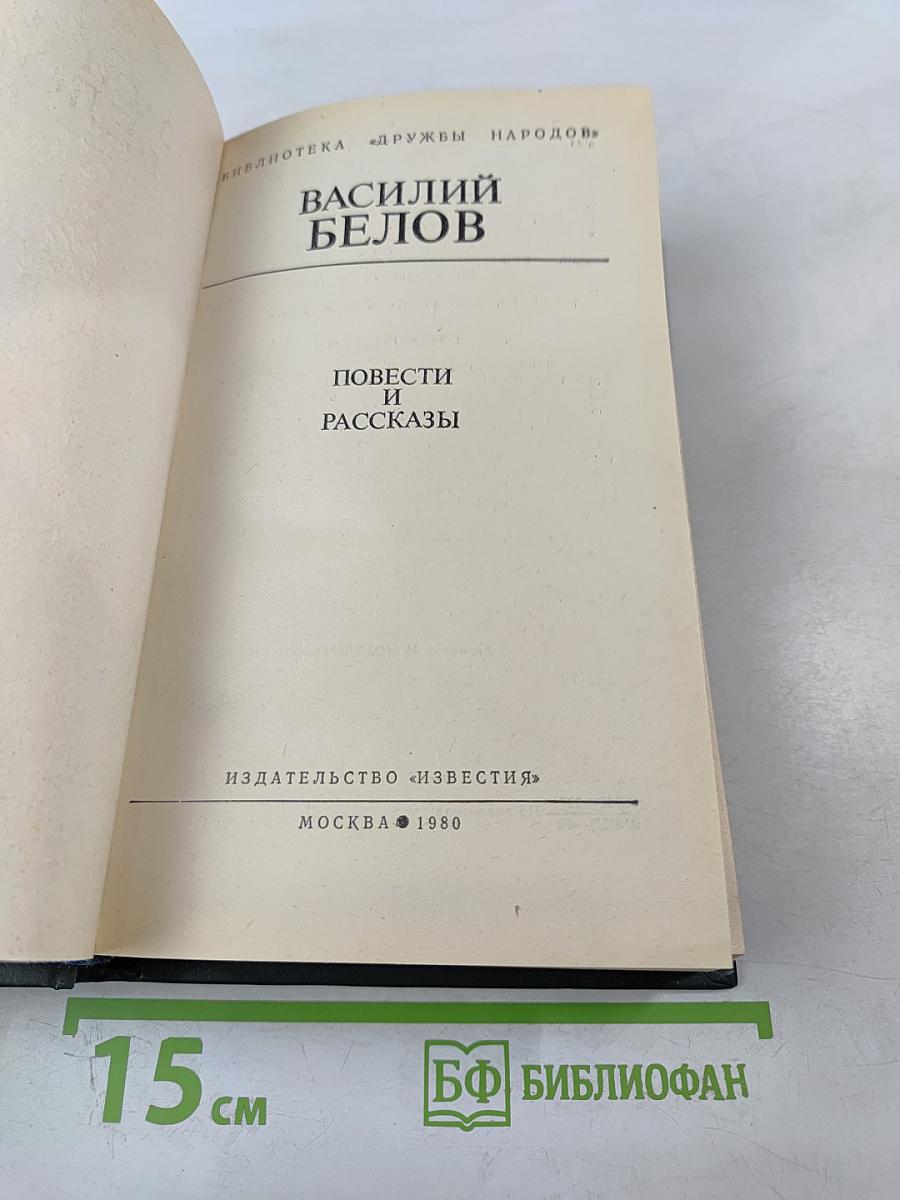 БИБЛИОТЕКА «ДРУЖБЫ НАРОДОВ»
ВАСИЛИЙ
БЕЛОВ
ПОВЕСТИ
И
РАССКАЗЫ
ИЗДАТЕЛЬСТВО «ИЗВЕСТИЯ»
МОСКВА ● 1980
15 см
БФ БИБЛИОФАН